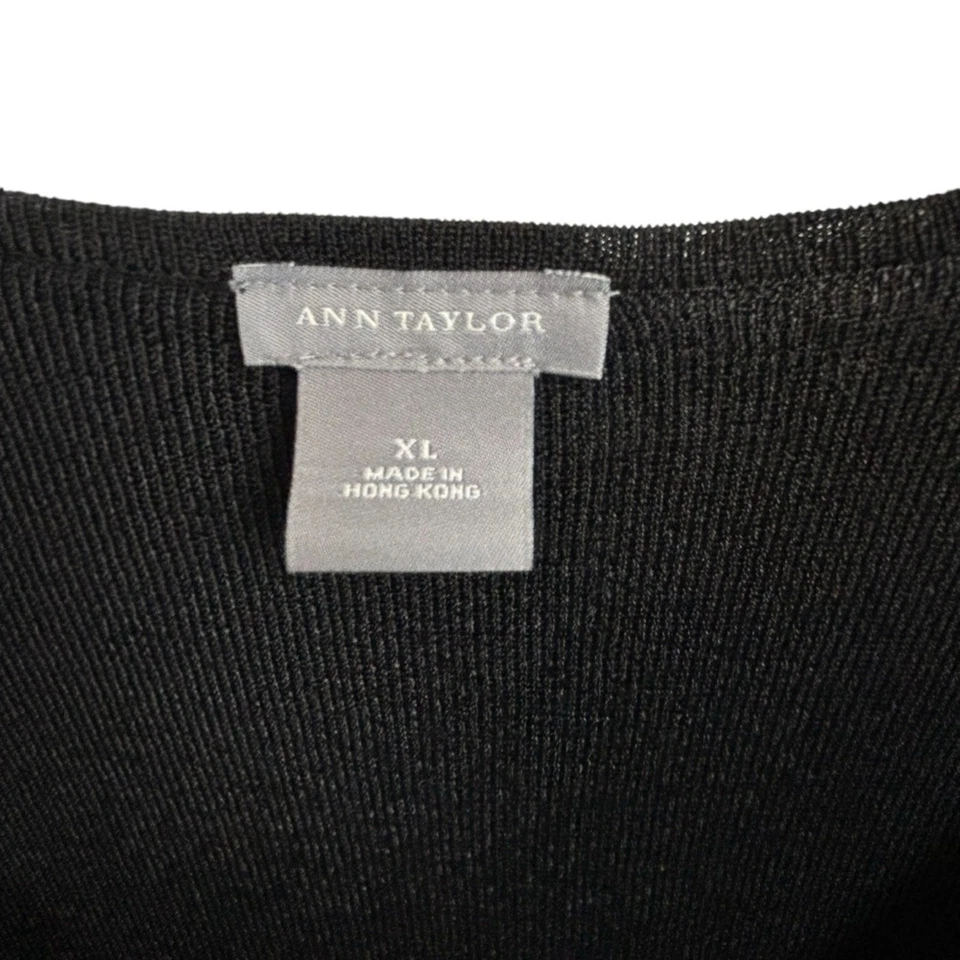 ANN TAYLOR
XL
MADE IN
HONG KONG